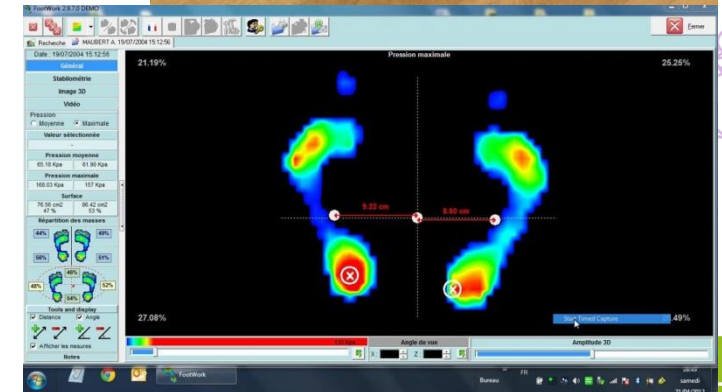 FootWork 2.9.7.0 DEMO
Fermer
Recheche MAUBERT A. 19/07/2004 15:12:56
Date : 19/07/2004 15:12:56
Général
Stabilométrie
Image 3D
Vidéo
Pression
Moyenne Maximale
Valeur sélectionnée
-
Pression moyenne
65.18 Kpa 61.90 Kpa
Pression maximale
168.03 Kpa 157 Kpa
Surface
76.56 cm2 86.42 cm2
47 % 53 %
Répartition des masses
44% 49%
56% 51%
46%
48% 52%
54%
Tools and display
Distance Angle
Afficher les mesures
Notes
Pression maximale
21.19% 25.25%
9.22 cm 8.60 cm
27.08% .49%
Start Timed Capture
Angle de vue
X: Z:
Amplitude 3D
FootWork
Bureau
FR
samedi